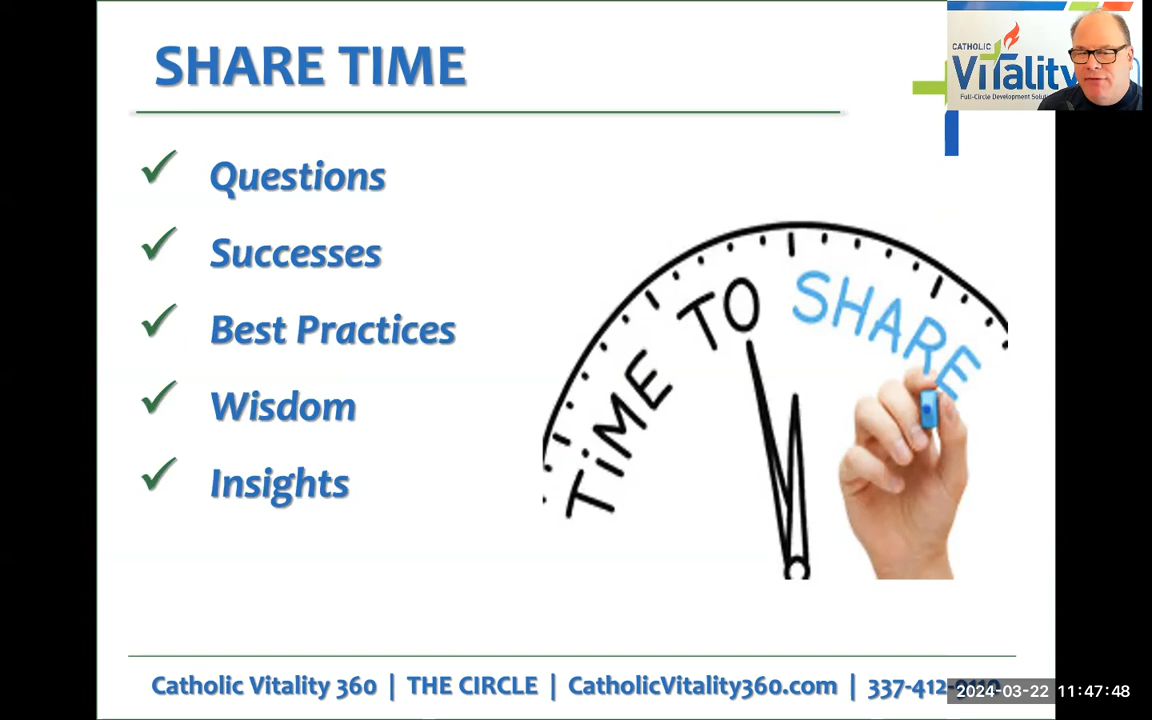 SHARE TIME
CATHOLIC
Vitality
Full-Circle Development
✓ Questions
✓ Successes
✓ Best Practices
✓ Wisdom
✓ Insights
TiME TO SHARE
Catholic Vitality 360 | THE CIRCLE | CatholicVitality360.com | 337-412-
2024-03-22 11:47:48